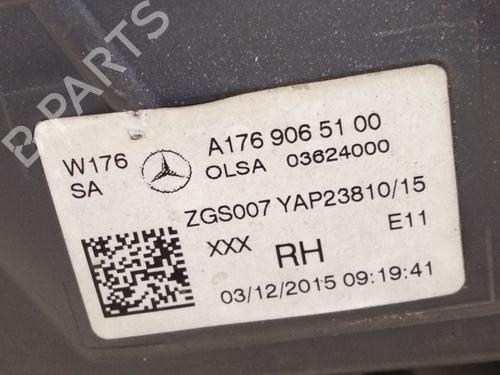 B-PARTS
W176
SA
A176 906 51 00
OLSA 03624000
ZGS007 YAP23810/15
XXX RH E11
03/12/2015 09:19:41